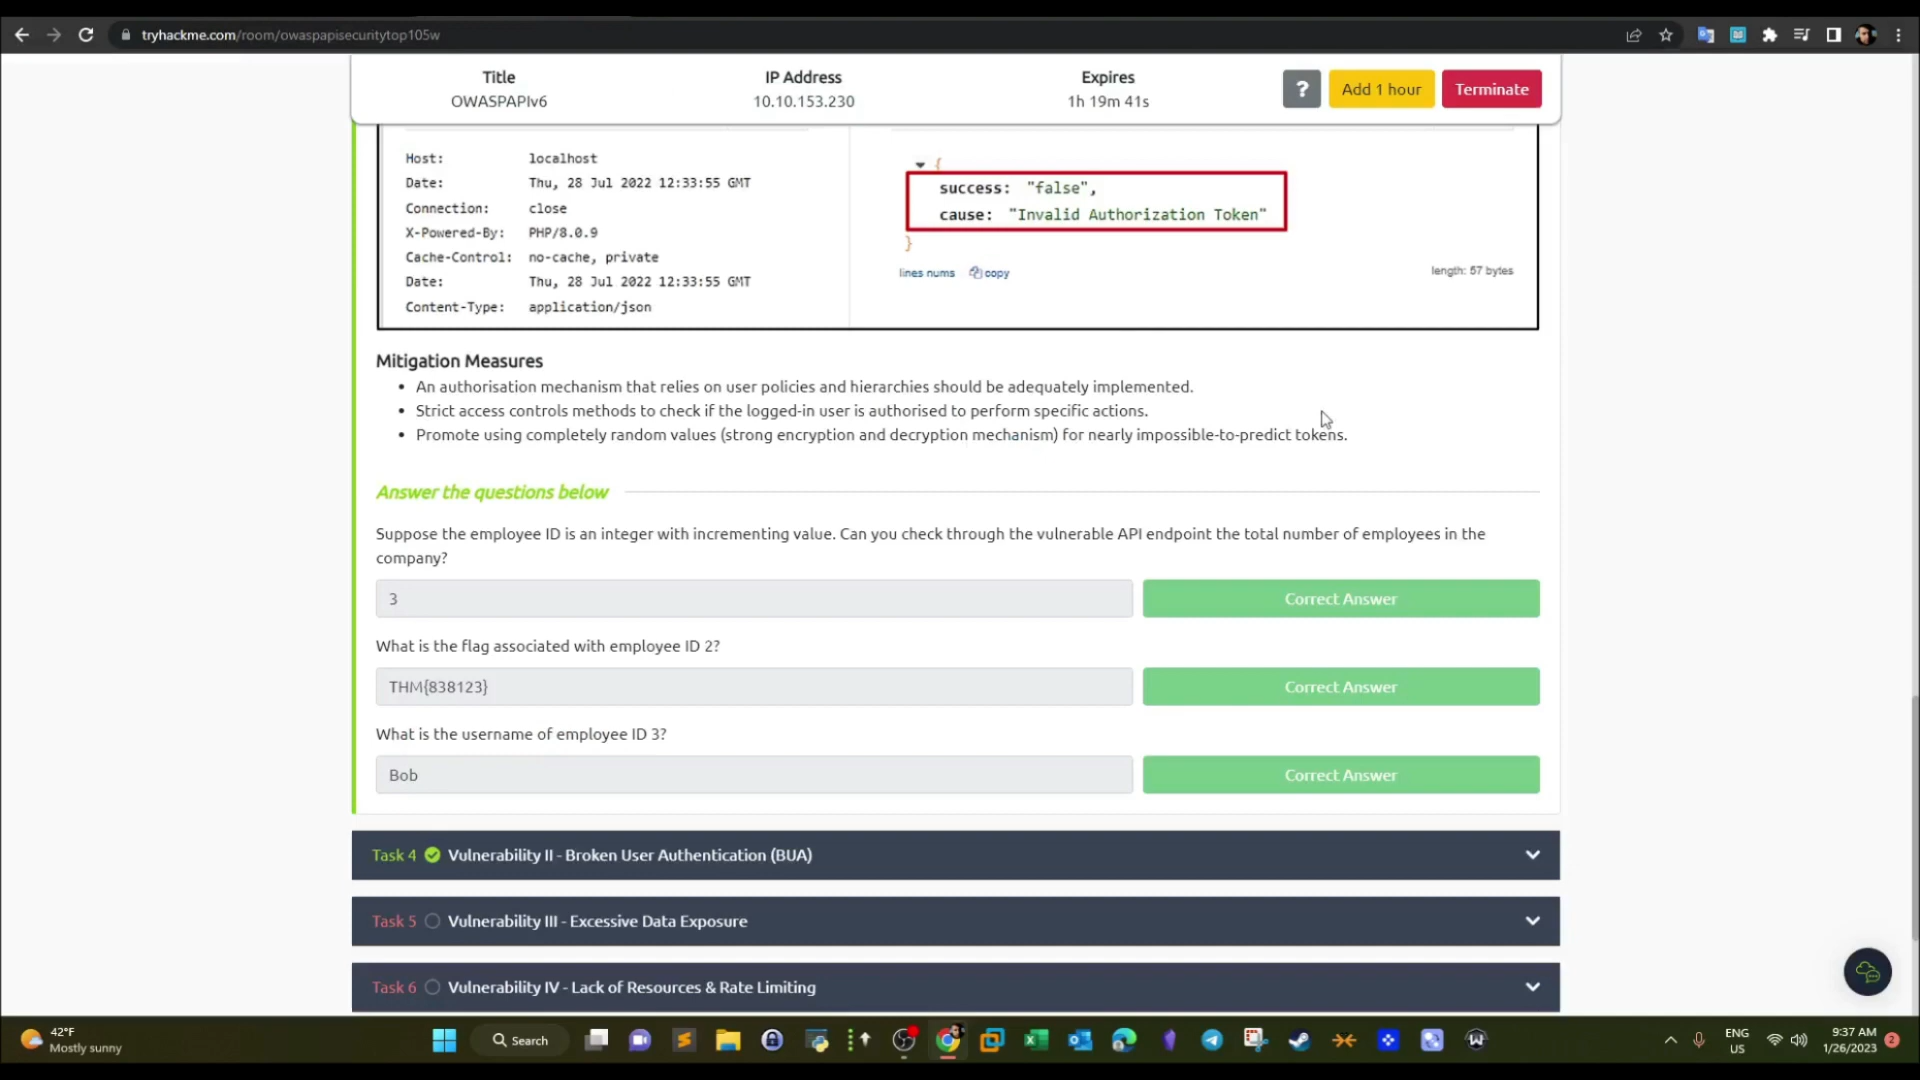 tryhackme.com/room/owaspapisecuritytop105w
Title
OWASPAPIv6
IP Address
10.10.153.230
Expires
1h 19m 41s
?
Add 1 hour
Terminate
Host: localhost
Date: Thu, 28 Jul 2022 12:33:55 GMT
Connection: close
X-Powered-By: PHP/8.0.9
Cache-Control: no-cache, private
Date: Thu, 28 Jul 2022 12:33:55 GMT
Content-Type: application/json
{
success: "false",
cause: "Invalid Authorization Token"
}
lines nums copy
length: 57 bytes
Mitigation Measures
• An authorisation mechanism that relies on user policies and hierarchies should be adequately implemented.
• Strict access controls methods to check if the logged-in user is authorised to perform specific actions.
• Promote using completely random values (strong encryption and decryption mechanism) for nearly impossible-to-predict tokens.
Answer the questions below
Suppose the employee ID is an integer with incrementing value. Can you check through the vulnerable API endpoint the total number of employees in the
company?
3
Correct Answer
What is the flag associated with employee ID 2?
THM{838123}
Correct Answer
What is the username of employee ID 3?
Bob
Correct Answer
Task 4 Vulnerability II - Broken User Authentication (BUA)
Task 5 Vulnerability III - Excessive Data Exposure
Task 6 Vulnerability IV - Lack of Resources & Rate Limiting
42°F
Mostly sunny
Search
ENG
US
9:37 AM
1/26/2023
2